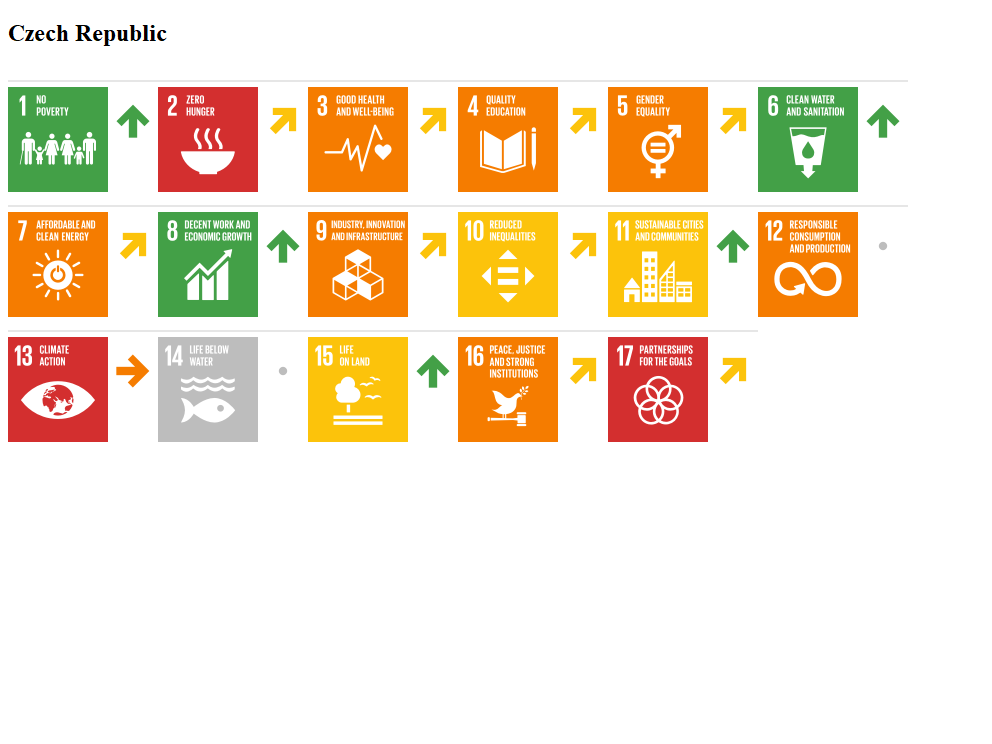 Czech Republic
1 NO
POVERTY
2 ZERO
HUNGER
3 GOOD HEALTH
AND WELL-BEING
4 QUALITY
EDUCATION
5 GENDER
EQUALITY
6 CLEAN WATER
AND SANITATION
7 AFFORDABLE AND
CLEAN ENERGY
8 DECENT WORK AND
ECONOMIC GROWTH
9 INDUSTRY, INNOVATION
AND INFRASTRUCTURE
10 REDUCED
INEQUALITIES
11 SUSTAINABLE CITIES
AND COMMUNITIES
12 RESPONSIBLE
CONSUMPTION
AND PRODUCTION
13 CLIMATE
ACTION
14 LIFE BELOW
WATER
15 LIFE
ON LAND
16 PEACE, JUSTICE
AND STRONG
INSTITUTIONS
17 PARTNERSHIPS
FOR THE GOALS